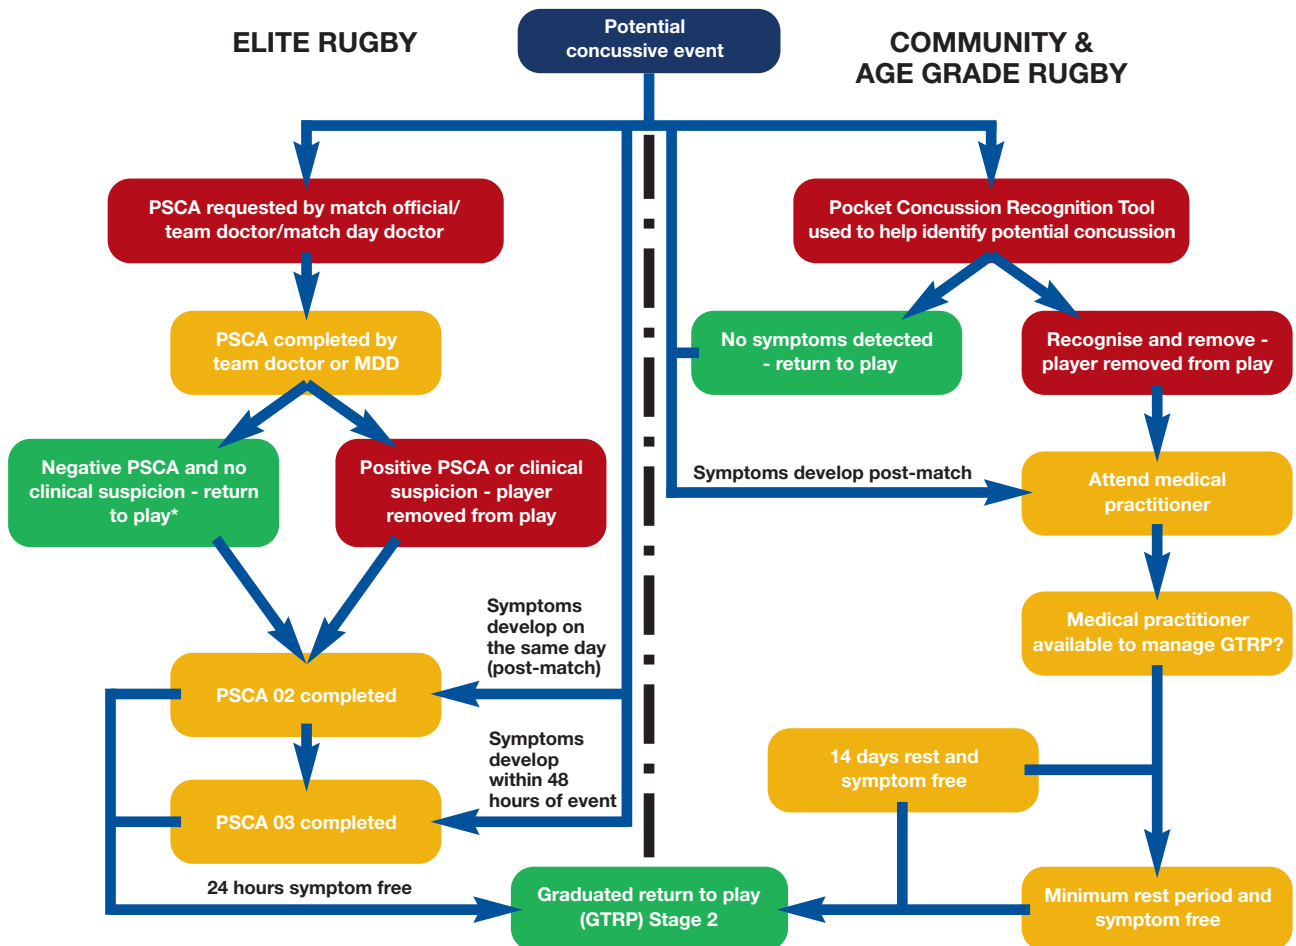 Potential
concussive event
ELITE RUGBY
COMMUNITY &
AGE GRADE RUGBY
PSCA requested by match official/
team doctor/match day doctor
Pocket Concussion Recognition Tool
used to help identify potential concussion
PSCA completed by
team doctor or MDD
No symptoms detected
- return to play
Recognise and remove -
player removed from play
Negative PSCA and no
clinical suspicion - return
to play*
Positive PSCA or clinical
suspicion - player
removed from play
Symptoms develop post-match
Attend medical
practitioner
Symptoms
develop on
the same day
(post-match)
Medical practitioner
available to manage GTRP?
PSCA 02 completed
Symptoms
develop
within 48
hours of event
14 days rest and
symptom free
PSCA 03 completed
24 hours symptom free
Graduated return to play
(GTRP) Stage 2
Minimum rest period and
symptom free